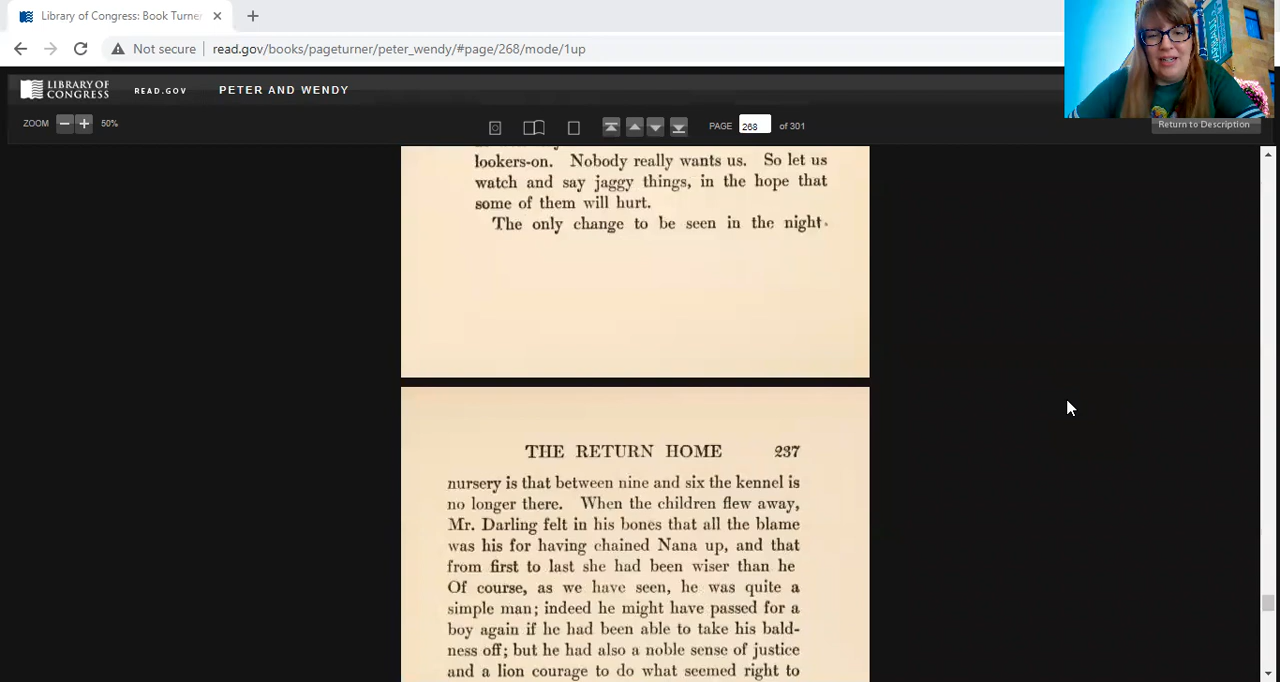 Library of Congress: Book Turner
Not secure
read.gov/books/pageturner/peter_wendy/#page/268/mode/1up
LIBRARY OF
CONGRESS
READ.GOV
PETER AND WENDY
ZOOM
50%
PAGE 268 of 301
Return to Description
lookers-on. Nobody really wants us. So let us
watch and say jaggy things, in the hope that
some of them will hurt.
The only change to be seen in the night-
THE RETURN HOME 237
nursery is that between nine and six the kennel is
no longer there. When the children flew away,
Mr. Darling felt in his bones that all the blame
was his for having chained Nana up, and that
from first to last she had been wiser than he
Of course, as we have seen, he was quite a
simple man; indeed he might have passed for a
boy again if he had been able to take his bald-
ness off; but he had also a noble sense of justice
and a lion courage to do what seemed right to